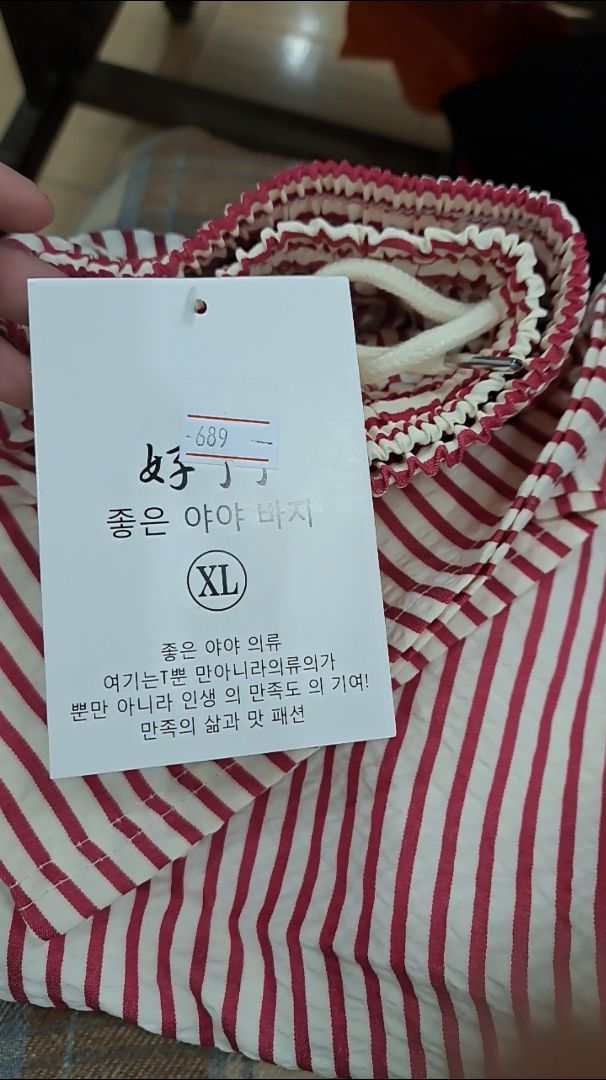 -689 —
好
좋은 야야 바지
XL
좋은 야야 의류
여기는T뿐 만아니라의류의가
뿐만 아니라 인생 의 만족도 의 기여!
만족의 삶과 맛 패션